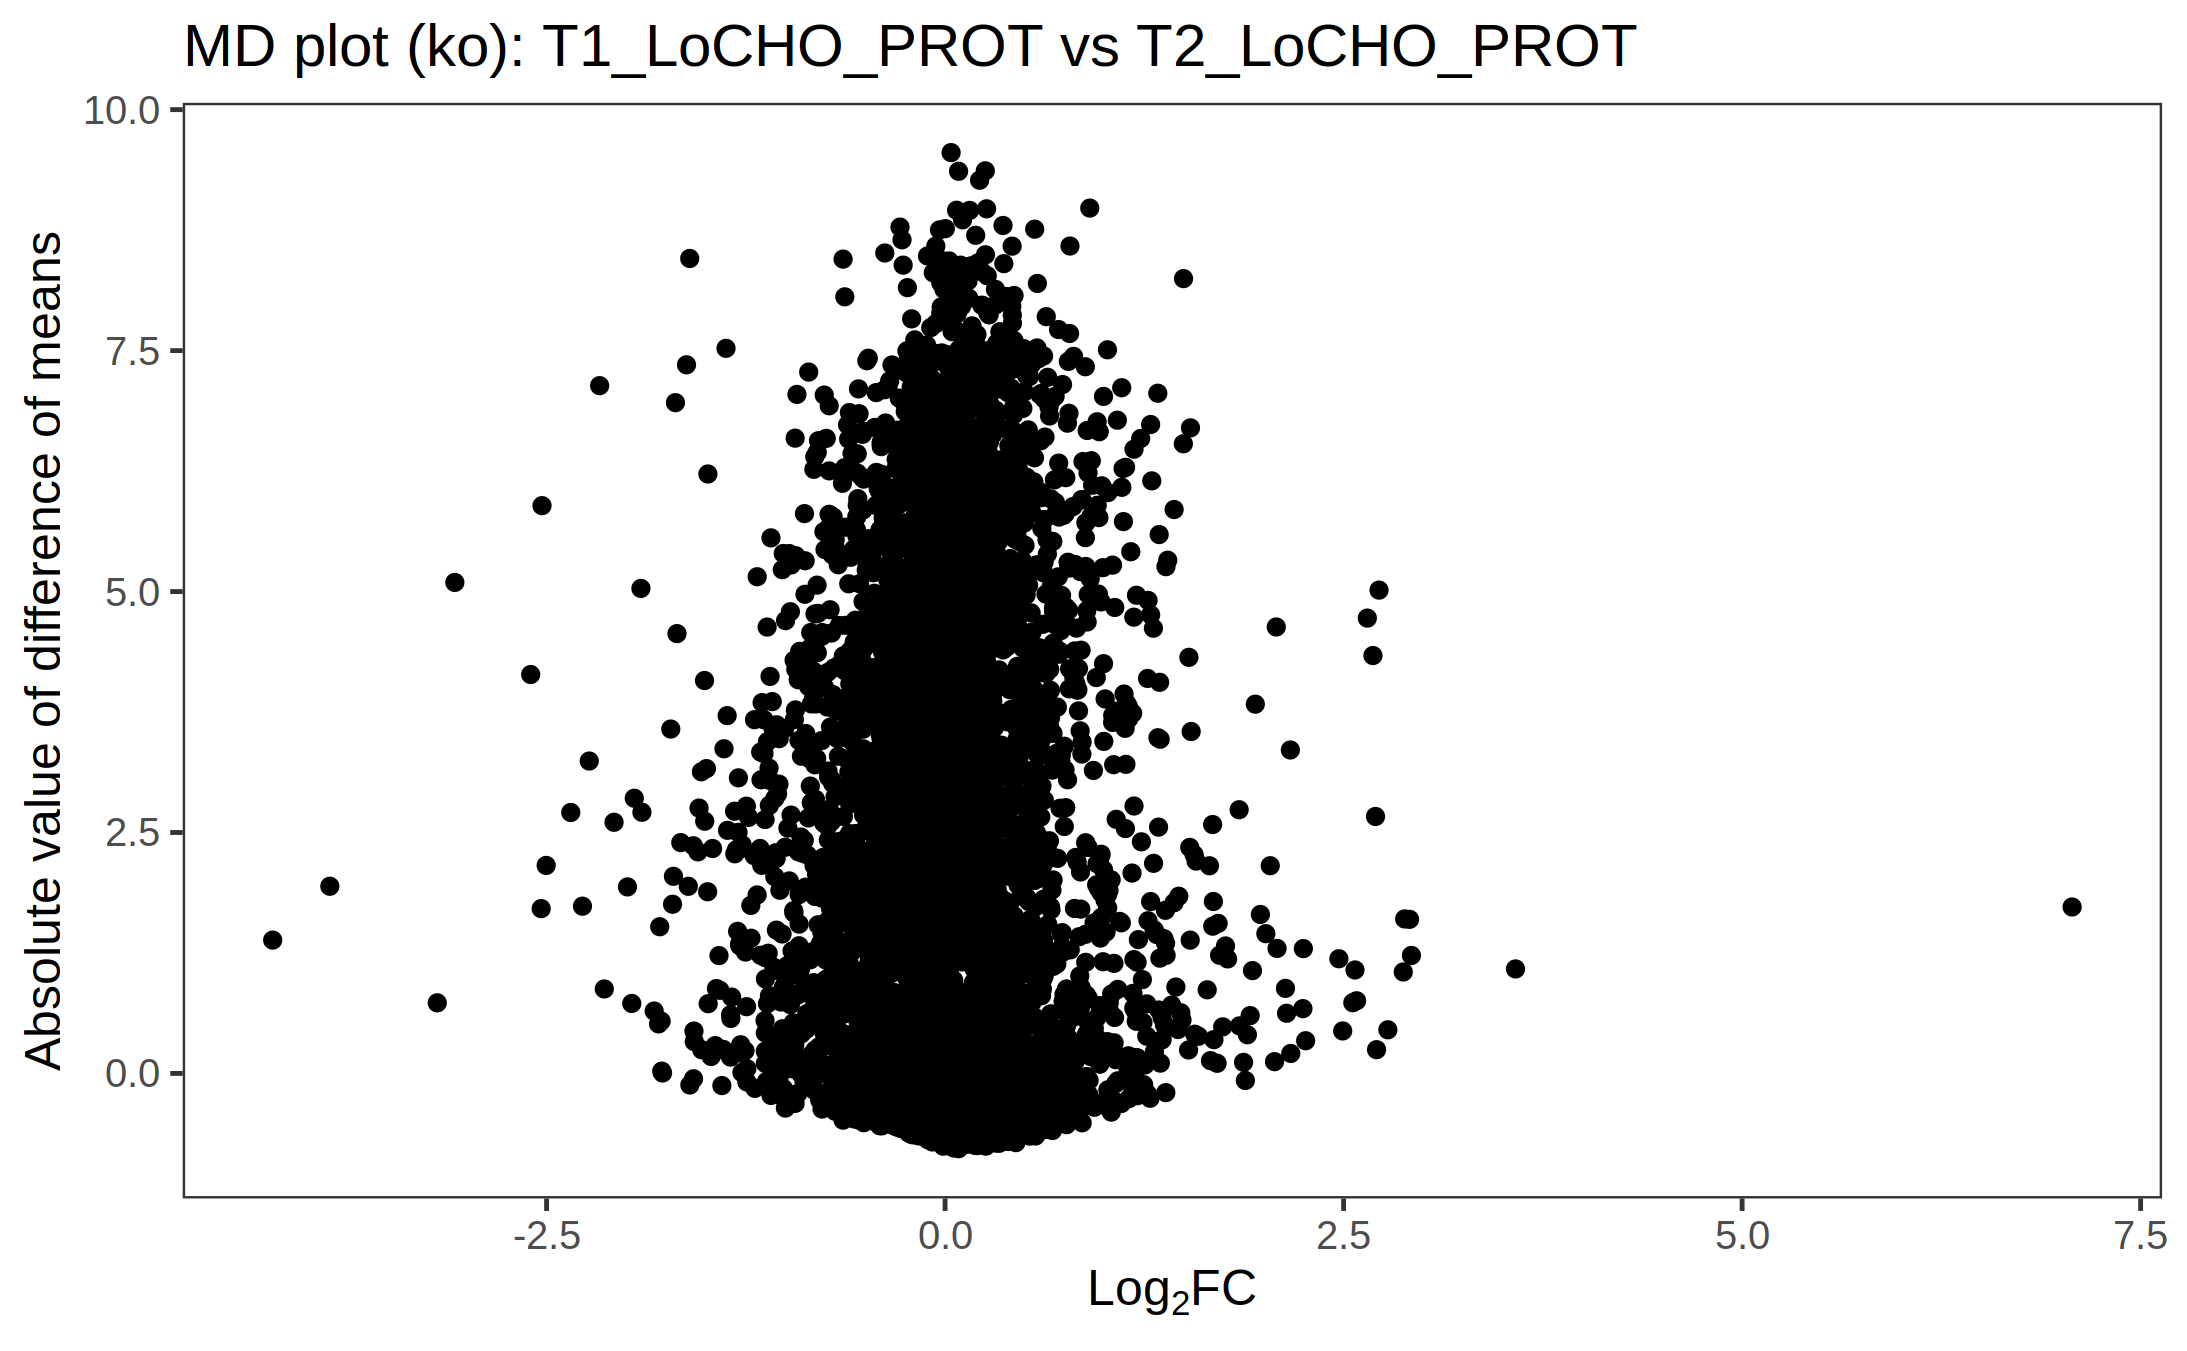 MD plot (ko): T1_LoCHO_PROT vs T2_LoCHO_PROT
Absolute value of difference of means
10.0
7.5
5.0
2.5
0.0
-2.5 0.0 2.5 5.0 7.5
Log₂FC